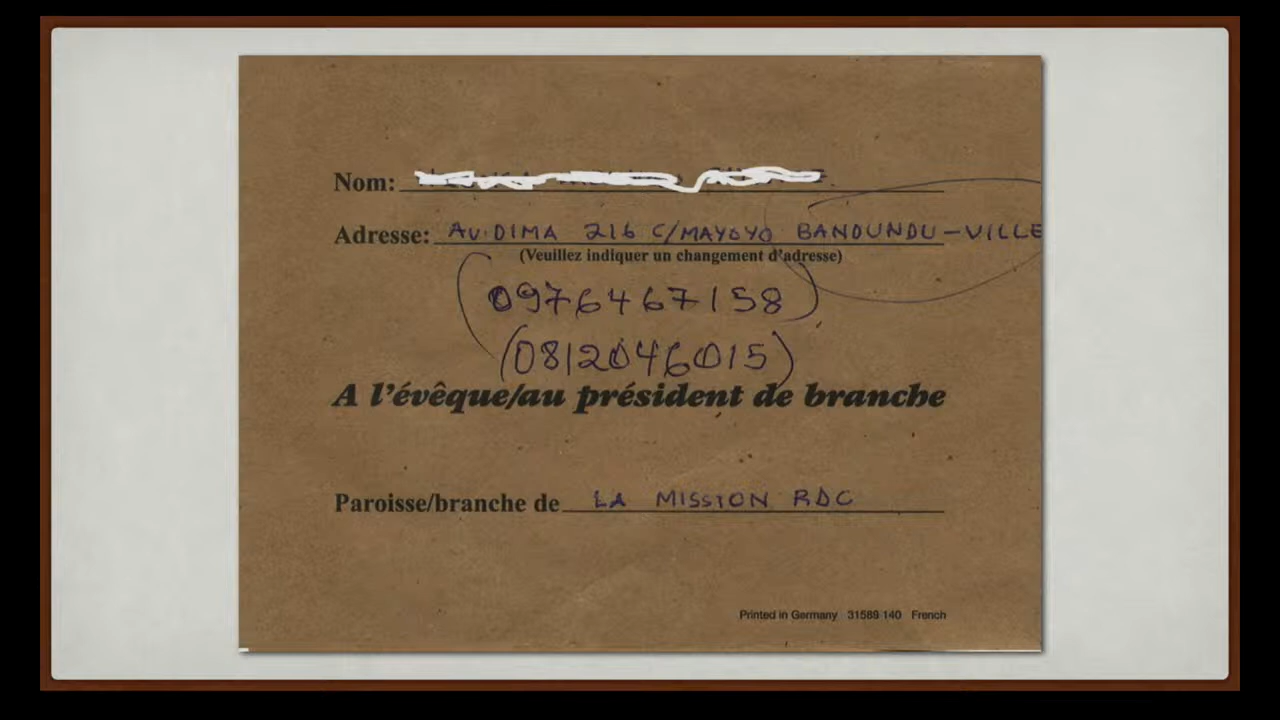 Nom:
Adresse: AV. DIMA 216 C/MAYOYO BANDUNDU-VILLE
(Veuillez indiquer un changement d'adresse)
0976467158
(0812046015)
A l'évêque/au président de branche
Paroisse/branche de LA MISSION RDC
Printed in Germany 31586 140 French